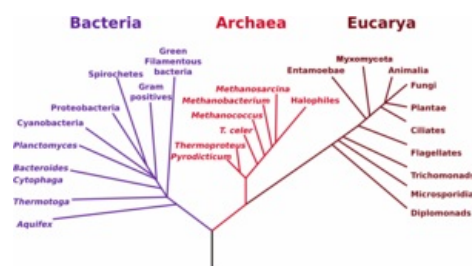 Bacteria
Archaea
Eucarya
Green
Filamentous
bacteria
Spirochetes
Gram
positives
Proteobacteria
Cyanobacteria
Planctomyces
Bacteroides
Cytophaga
Thermotoga
Aquifex
Methanosarcina
Methanobacterium
Halophiles
Methanococcus
T. celer
Thermoproteus
Pyrodicticum
Myxomycota
Entamoebae
Animalia
Fungi
Plantae
Ciliates
Flagellates
Trichomonads
Microsporidia
Diplomonads